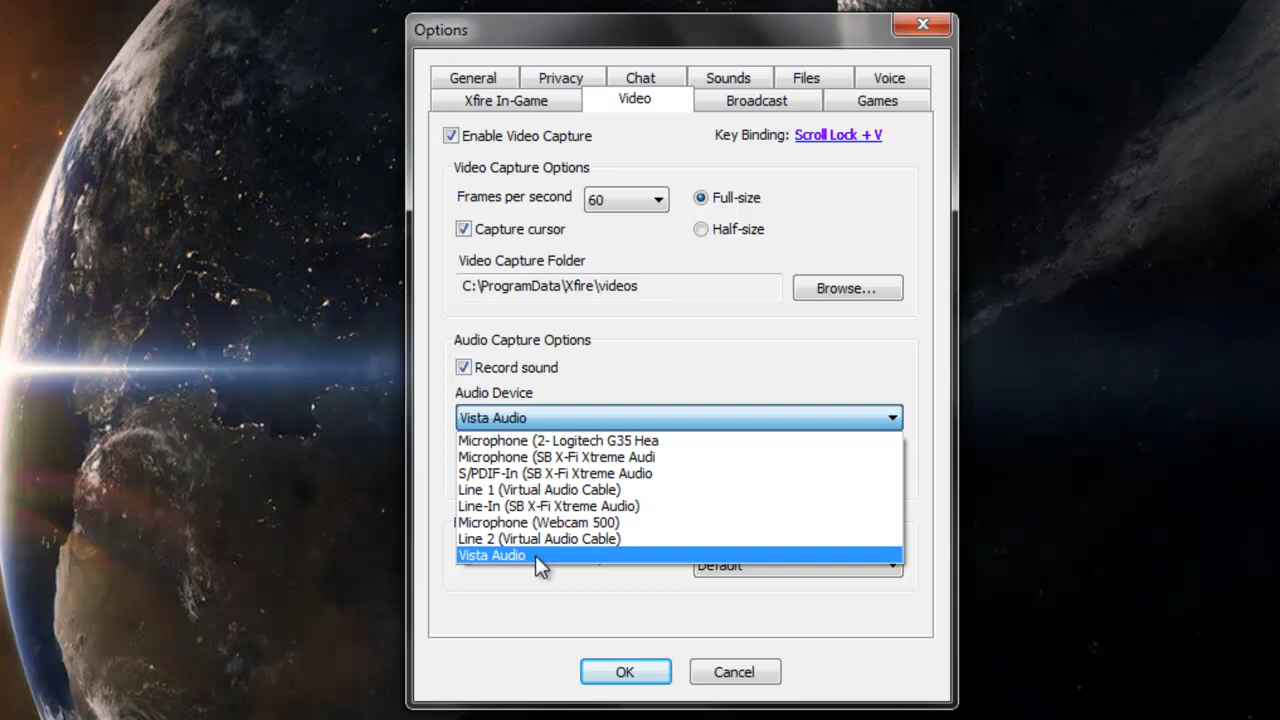 Options
General Privacy Chat Sounds Files Voice
Xfire In-Game Video Broadcast Games
Enable Video Capture Key Binding: Scroll Lock + V
Video Capture Options
Frames per second 60 Full-size
Capture cursor Half-size
Video Capture Folder
C:\ProgramData\Xfire\videos Browse...
Audio Capture Options
Record sound
Audio Device
Vista Audio
Microphone (2- Logitech G35 Hea
Microphone (SB X-Fi Xtreme Audi
S/PDIF-In (SB X-Fi Xtreme Audio
Line 1 (Virtual Audio Cable)
Line-In (SB X-Fi Xtreme Audio)
Microphone (Webcam 500)
Line 2 (Virtual Audio Cable)
Vista Audio
Default
OK Cancel